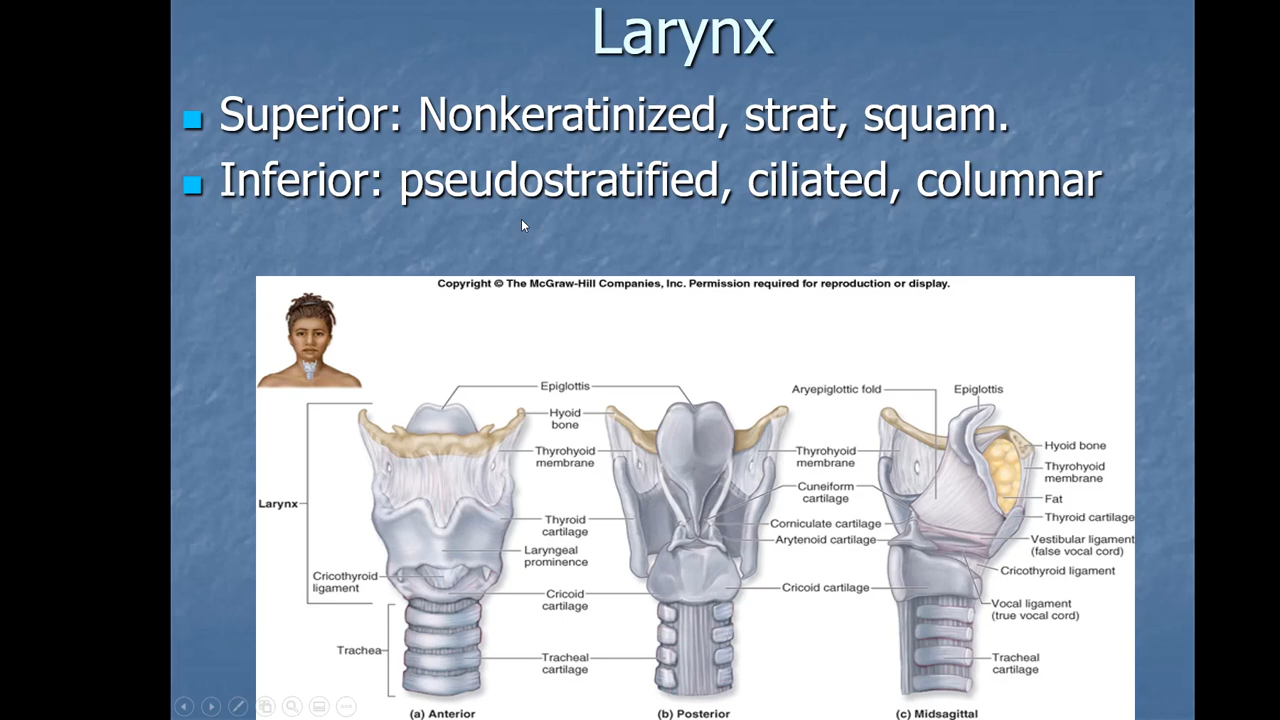 Larynx
Superior: Nonkeratinized, strat, squam.
Inferior: pseudostratified, ciliated, columnar
Copyright © The McGraw-Hill Companies, Inc. Permission required for reproduction or display.
Epiglottis
Hyoid
bone
Thyrohyoid
membrane
Larynx
Thyroid
cartilage
Laryngeal
prominence
Cricothyroid
ligament
Cricoid
cartilage
Trachea
Tracheal
cartilage
(a) Anterior
Aryepiglottic fold
Epiglottis
Thyrohyoid
membrane
Cuneiform
cartilage
Corniculate cartilage
Arytenoid cartilage
Cricoid cartilage
(b) Posterior
Hyoid bone
Thyrohyoid
membrane
Fat
Thyroid cartilage
Vestibular ligament
(false vocal cord)
Cricothyroid ligament
Vocal ligament
(true vocal cord)
Tracheal
cartilage
(c) Midsagittal